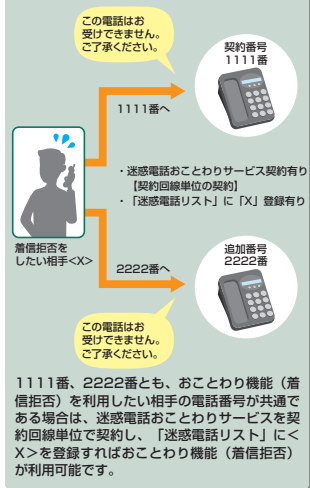 この電話はお
受けできません。
ご了承ください。
契約番号
1111番
1111番へ
・迷惑電話おことわりサービス契約有り
【契約回線単位の契約】
・「迷惑電話リスト」に「X」登録有り
着信拒否を
したい相手<X>
2222番へ
追加番号
2222番
この電話はお
受けできません。
ご了承ください。
1111番、2222番とも、おことわり機能（着
信拒否）を利用したい相手の電話番号が共通で
ある場合は、迷惑電話おことわりサービスを契
約回線単位で契約し、「迷惑電話リスト」に<
X>を登録すればおことわり機能（着信拒否）
が利用可能です。